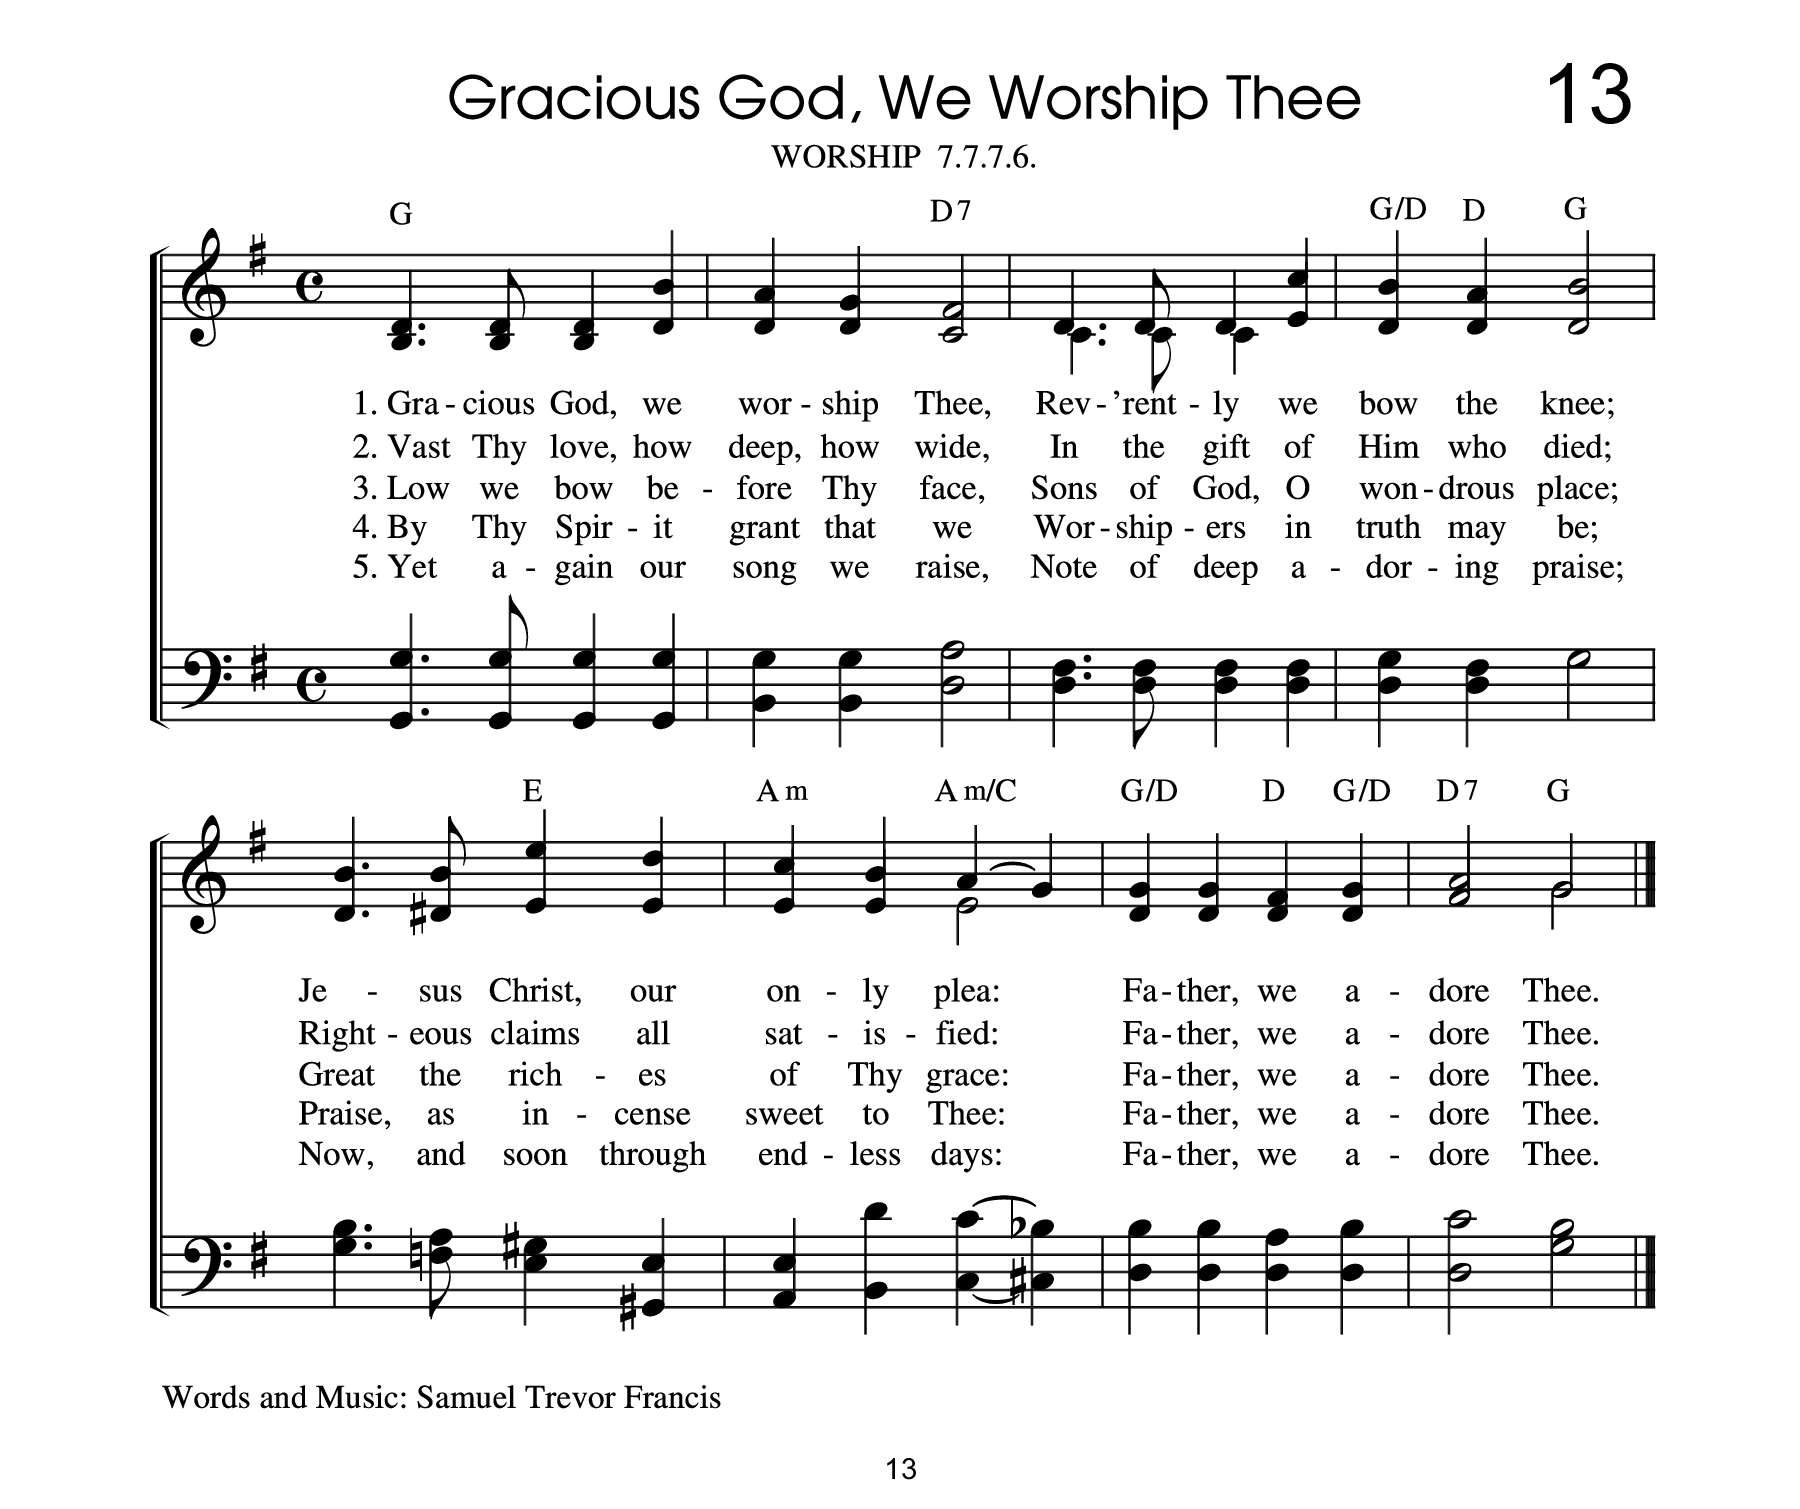 Gracious God, We Worship Thee 13
WORSHIP 7.7.7.6.
G D7 G/D D G
1. Gra - cious God, we wor - ship Thee, Rev - ’rent - ly we bow the knee;
2. Vast Thy love, how deep, how wide, In the gift of Him who died;
3. Low we bow be - fore Thy face, Sons of God, O won - drous place;
4. By Thy Spir - it grant that we Wor - ship - ers in truth may be;
5. Yet a - gain our song we raise, Note of deep a - dor - ing praise;
E Am Am/C G/D D G/D D7 G
Je - sus Christ, our on - ly plea: Fa - ther, we a - dore Thee.
Right - eous claims all sat - is - fied: Fa - ther, we a - dore Thee.
Great the rich - es of Thy grace: Fa - ther, we a - dore Thee.
Praise, as in - cense sweet to Thee: Fa - ther, we a - dore Thee.
Now, and soon through end - less days: Fa - ther, we a - dore Thee.
Words and Music: Samuel Trevor Francis
13